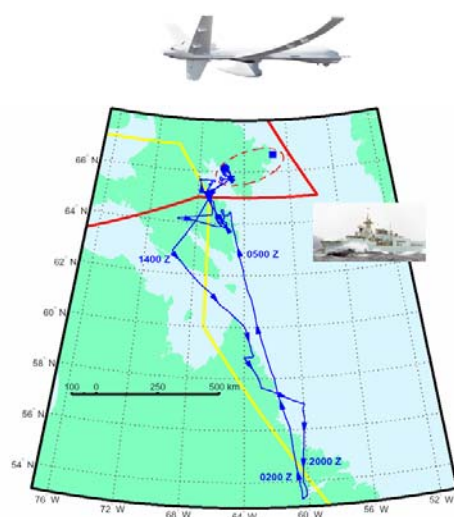 66° N
64° N
62° N
60° N
58° N
56° N
54° N
1400 Z
0500 Z
100 0 250 500 km
2000 Z
0200 Z
76° W 72° W 68° W 64° W 60° W 56° W 52° W